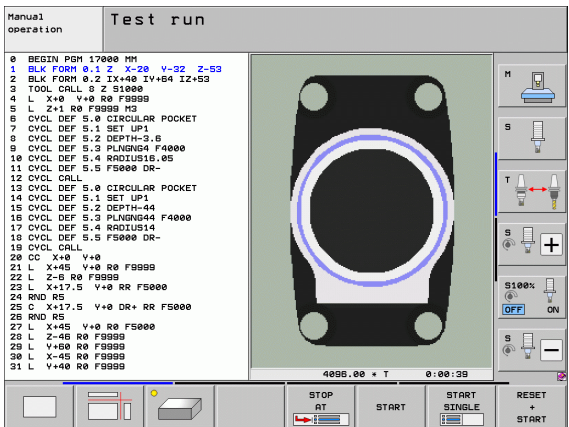 Manual
operation
Test run
0 BEGIN PGM 17000 MM
1 BLK FORM 0.1 Z X-20 Y-32 Z-53
2 BLK FORM 0.2 IX+40 IY+64 IZ+53
3 TOOL CALL 8 Z S1000
4 L X+0 Y+0 R0 F9999
5 L Z+1 R0 F9999 M3
6 CYCL DEF 5.0 CIRCULAR POCKET
7 CYCL DEF 5.1 SET UP1
8 CYCL DEF 5.2 DEPTH-3.6
9 CYCL DEF 5.3 PLNGNG4 F4000
10 CYCL DEF 5.4 RADIUS16.05
11 CYCL DEF 5.5 F5000 DR-
12 CYCL CALL
13 CYCL DEF 5.0 CIRCULAR POCKET
14 CYCL DEF 5.1 SET UP1
15 CYCL DEF 5.2 DEPTH-44
16 CYCL DEF 5.3 PLNGNG44 F4000
17 CYCL DEF 5.4 RADIUS14
18 CYCL DEF 5.5 F5000 DR-
19 CYCL CALL
20 CC X+0 Y+0
21 L X+45 Y+0 R0 F9999
22 L Z-6 R0 F9999
23 L X+17.5 Y+0 RR F5000
24 RND R5
25 C X+17.5 Y+0 DR+ RR F5000
26 RND R5
27 L X+45 Y+0 R0 F5000
28 L Z-46 R0 F9999
29 L Y+60 R0 F9999
30 L X-45 R0 F9999
31 L Y+40 R0 F9999
4096.00 * T 0:00:39
M
S
T
S
+
S100%
OFF ON
S
−
STOP
AT
START
START
SINGLE
RESET
+
START